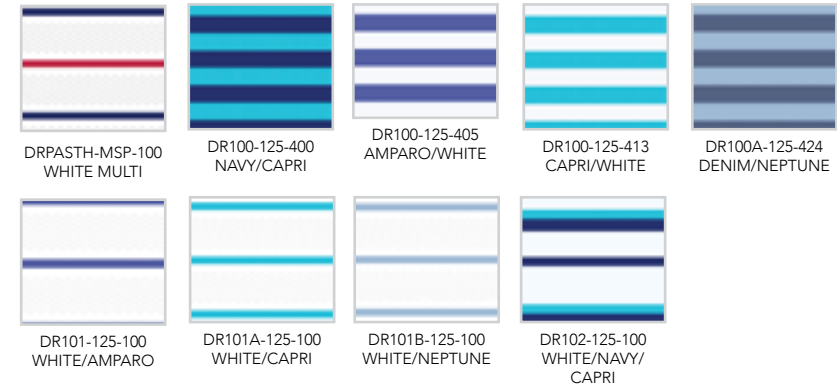 DRPASTH-MSP-100
WHITE MULTI
DR100-125-400
NAVY/CAPRI
DR100-125-405
AMPARO/WHITE
DR100-125-413
CAPRI/WHITE
DR100A-125-424
DENIM/NEPTUNE
DR101-125-100
WHITE/AMPARO
DR101A-125-100
WHITE/CAPRI
DR101B-125-100
WHITE/NEPTUNE
DR102-125-100
WHITE/NAVY/
CAPRI